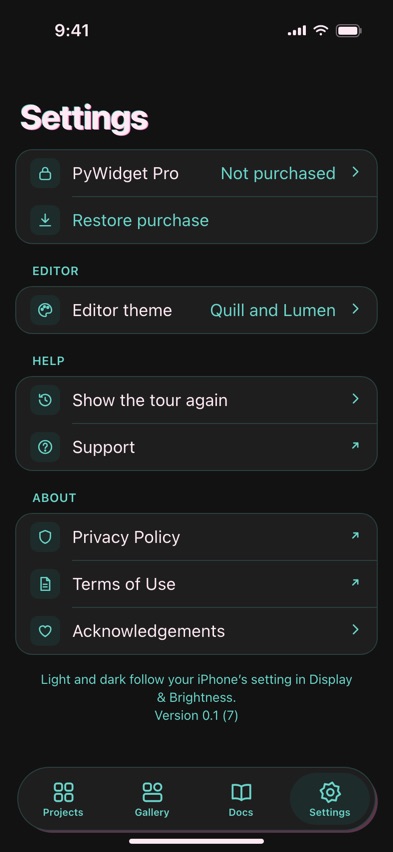 9:41
Settings
PyWidget Pro Not purchased
Restore purchase
EDITOR
Editor theme Quill and Lumen
HELP
Show the tour again
Support
ABOUT
Privacy Policy
Terms of Use
Acknowledgements
Light and dark follow your iPhone’s setting in Display
& Brightness.
Version 0.1 (7)
Projects Gallery Docs Settings